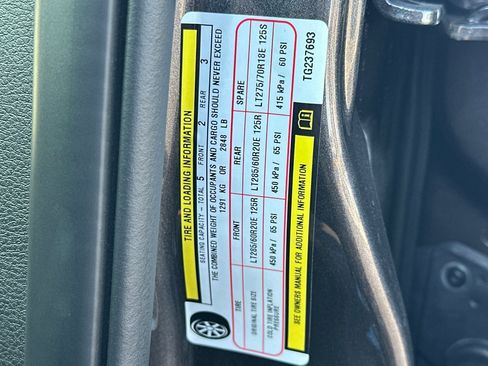 TIRE AND LOADING INFORMATION
SEATING CAPACITY - TOTAL 5 FRONT 2 REAR 3
THE COMBINED WEIGHT OF OCCUPANTS AND CARGO SHOULD NEVER EXCEED
1291 KG OR 2848 LB
TIRE FRONT REAR SPARE
ORIGINAL TIRE SIZE LT285/60R20E 125R LT285/60R20E 125R LT275/70R18E 125S
COLD TIRE INFLATION PRESSURE 450 kPa / 65 PSI 450 kPa / 65 PSI 415 kPa / 60 PSI
SEE OWNERS MANUAL FOR ADDITIONAL INFORMATION
TG237693